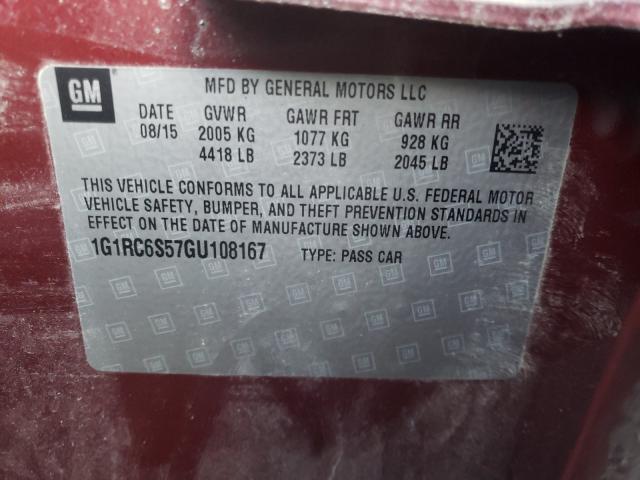 GM
MFD BY GENERAL MOTORS LLC
DATE GVWR GAWR FRT GAWR RR
08/15 2005 KG 1077 KG 928 KG
4418 LB 2373 LB 2045 LB
THIS VEHICLE CONFORMS TO ALL APPLICABLE U.S. FEDERAL MOTOR
VEHICLE SAFETY, BUMPER, AND THEFT PREVENTION STANDARDS IN
EFFECT ON THE DATE OF MANUFACTURE SHOWN ABOVE.
1G1RC6S57GU108167 TYPE: PASS CAR